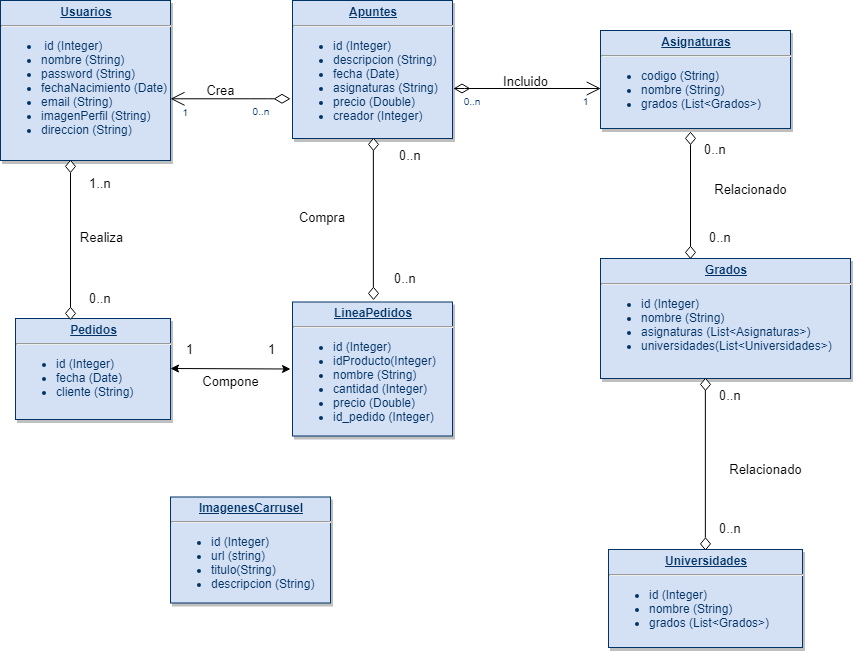 Usuarios
id (Integer)
nombre (String)
password (String)
fechaNacimiento (Date)
email (String)
imagenPerfil (String)
direccion (String)
Crea
1
0..n
Apuntes
id (Integer)
descripcion (String)
fecha (Date)
asignaturas (String)
precio (Double)
creador (Integer)
Incluido
0..n
1
Asignaturas
codigo (String)
nombre (String)
grados (List<Grados>)
1..n
Realiza
0..n
0..n
Compra
0..n
0..n
Relacionado
0..n
Pedidos
id (Integer)
fecha (Date)
cliente (String)
1
1
Compone
LineaPedidos
id (Integer)
idProducto(Integer)
nombre (String)
cantidad (Integer)
precio (Double)
id_pedido (Integer)
Grados
id (Integer)
nombre (String)
asignaturas (List<Asignaturas>)
universidades(List<Universidades>)
0..n
Relacionado
0..n
ImagenesCarrusel
id (Integer)
url (string)
titulo(String)
descripcion (String)
Universidades
id (Integer)
nombre (String)
grados (List<Grados>)